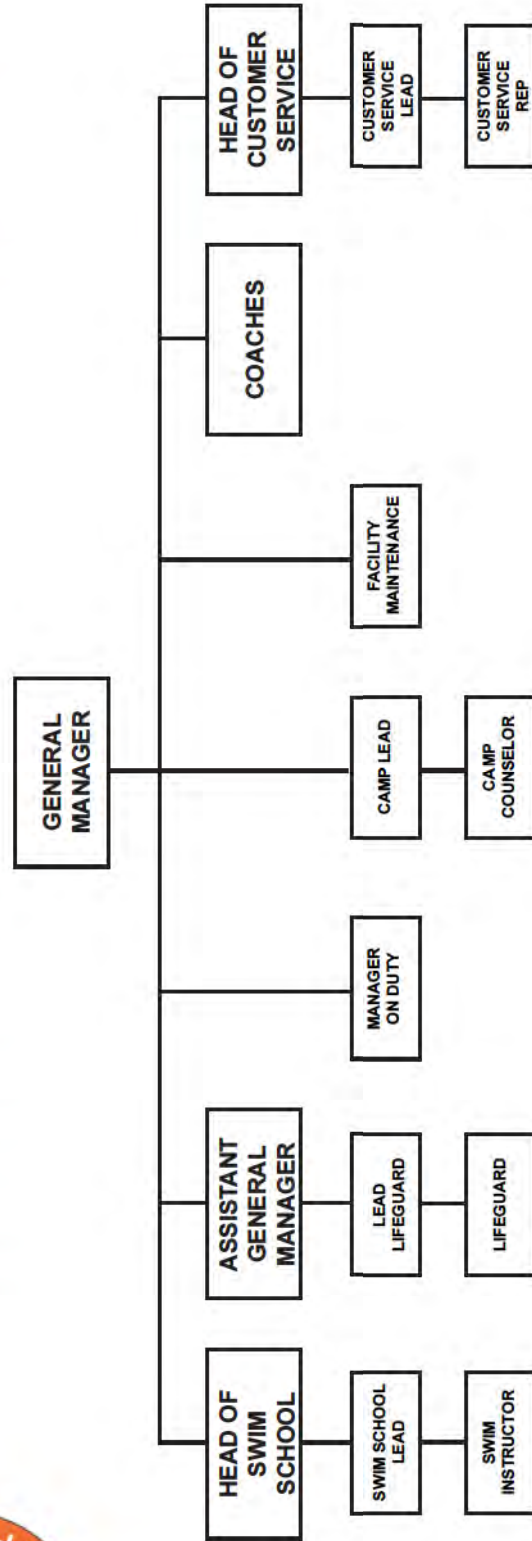 GENERAL
MANAGER
HEAD OF
SWIM
SCHOOL
ASSISTANT
GENERAL
MANAGER
COACHES
HEAD OF
CUSTOMER
SERVICE
SWIM SCHOOL
LEAD
LEAD
LIFEGUARD
MANAGER
ON DUTY
CAMP LEAD
FACILITY
MAINTENANCE
CUSTOMER
SERVICE
LEAD
SWIM
INSTRUCTOR
LIFEGUARD
CAMP
COUNSELOR
CUSTOMER
SERVICE
REP